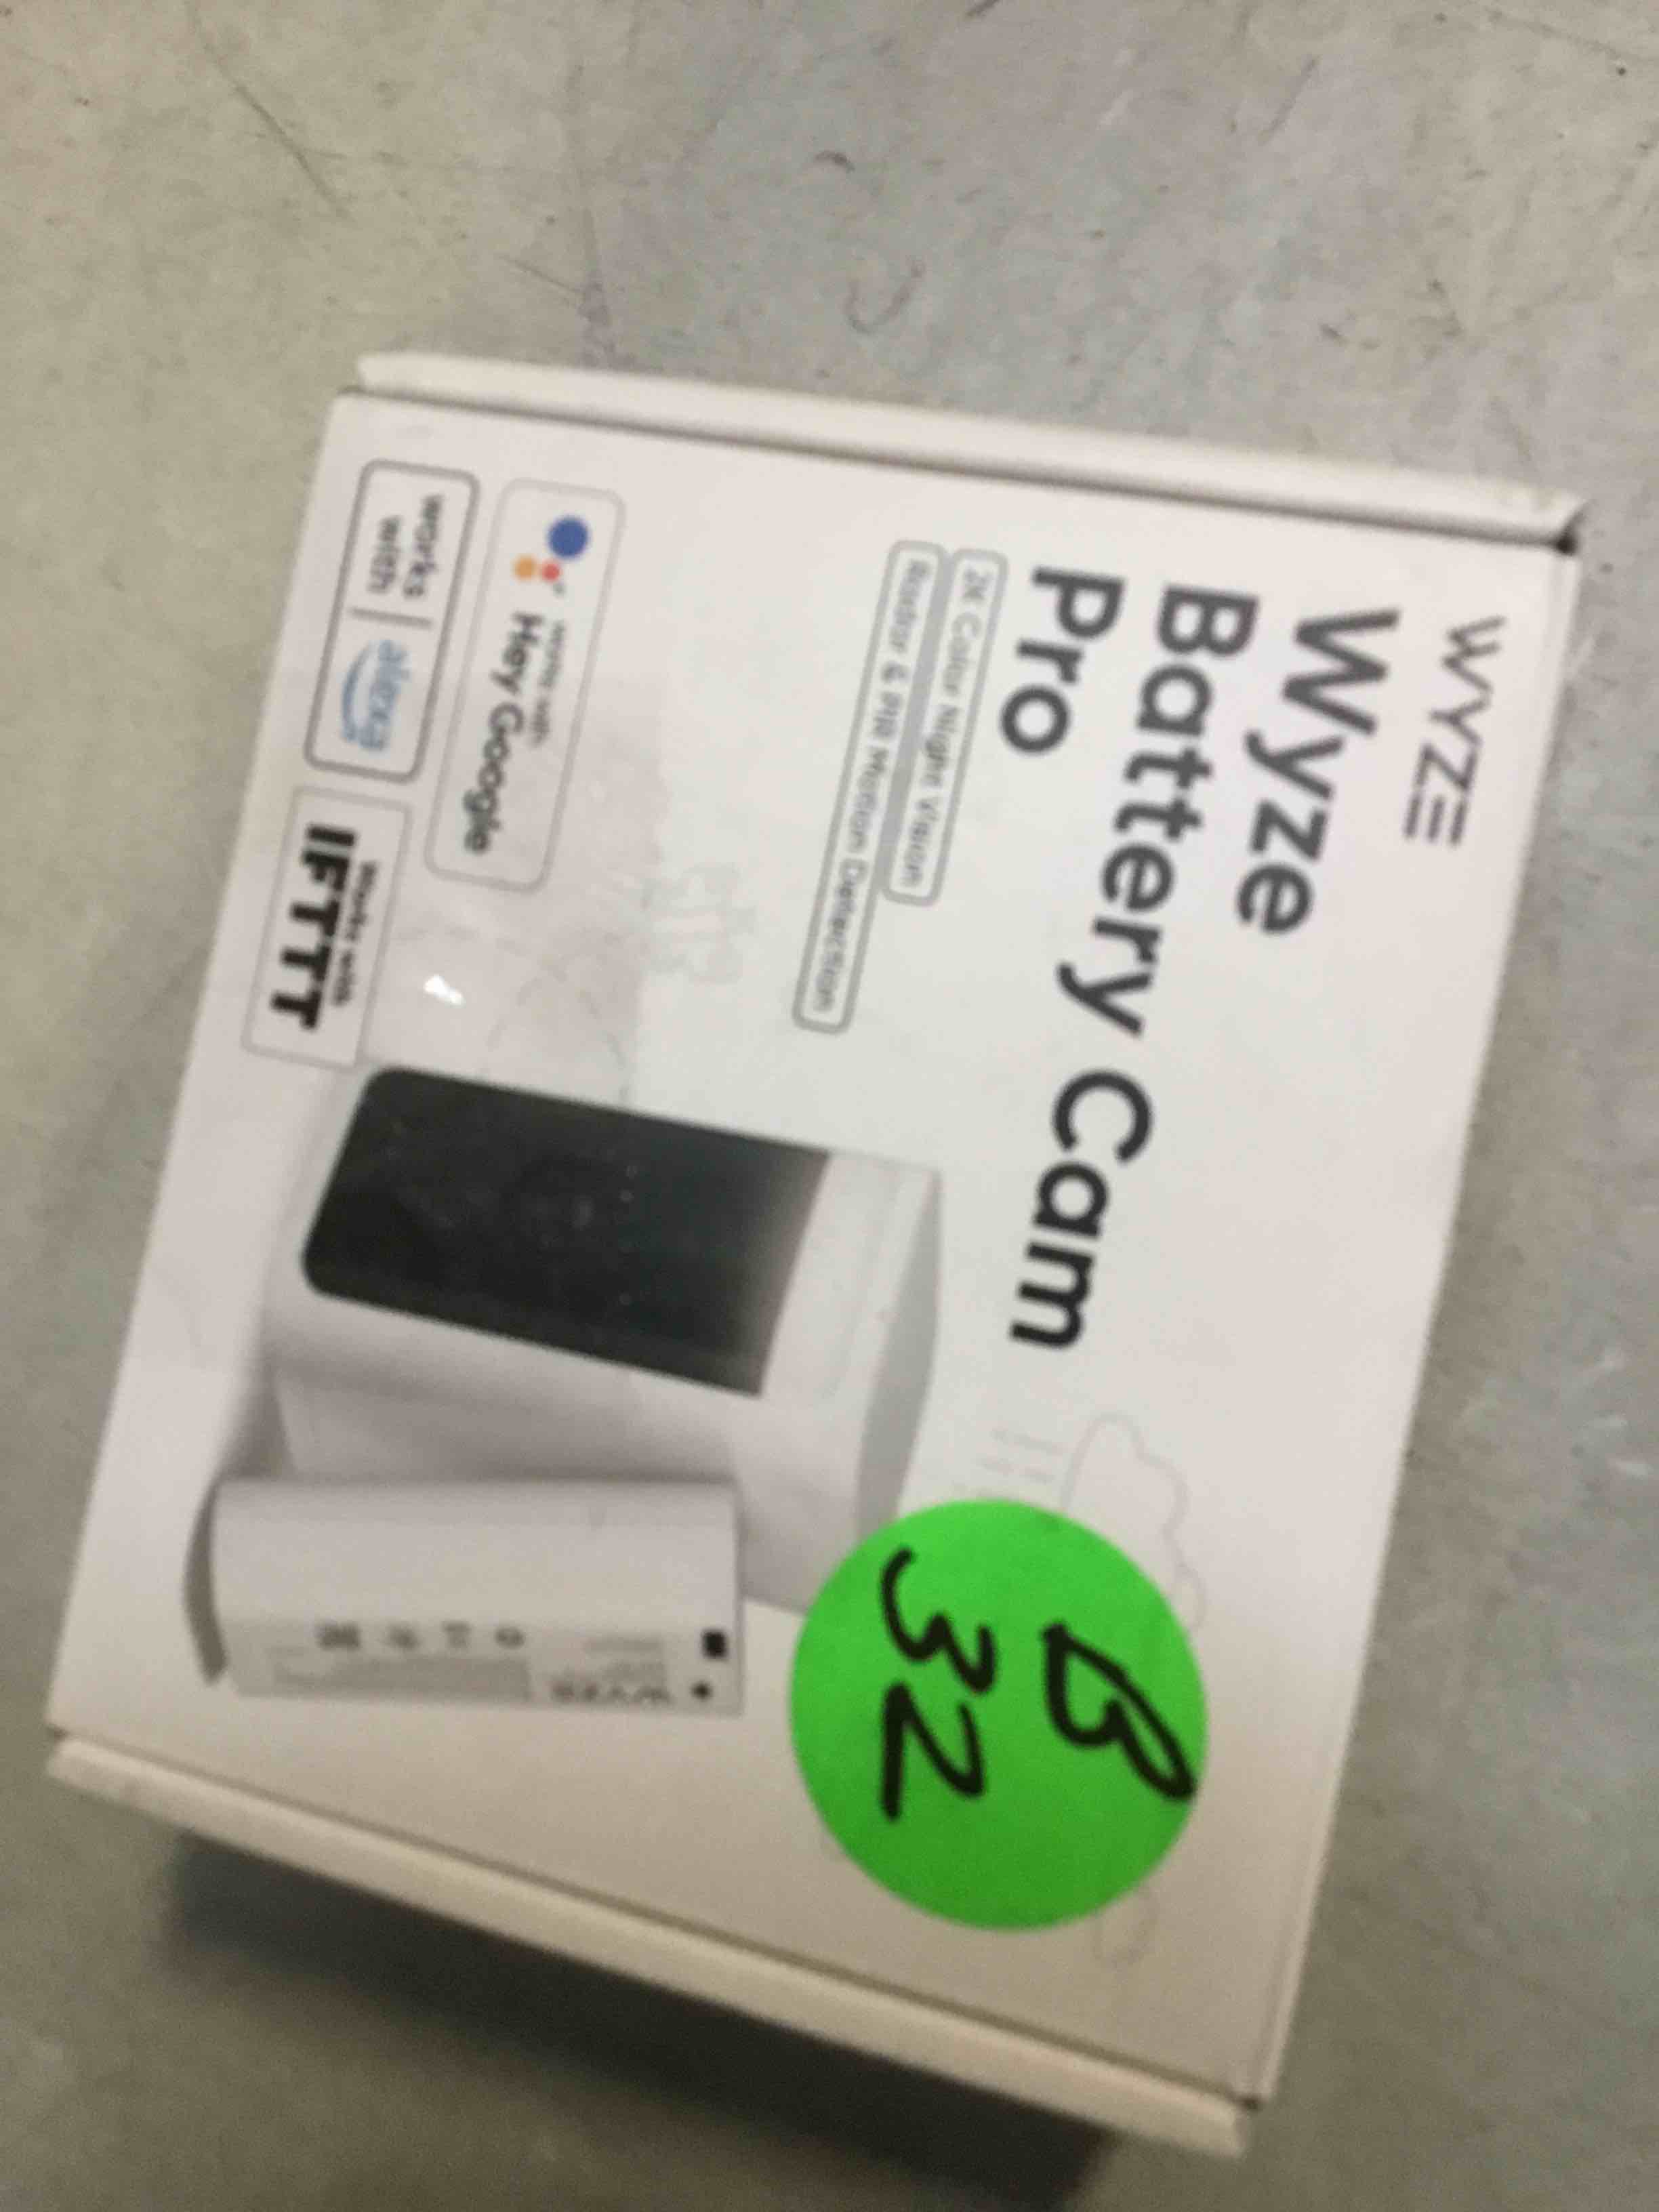 WYZE
Wyze
Battery Cam
Pro
2K Color Night Vision
Radar & PIR Motion Detection
works with
Hey Google
works
with
alexa
Works with
IFTTT
B
32
WYZE